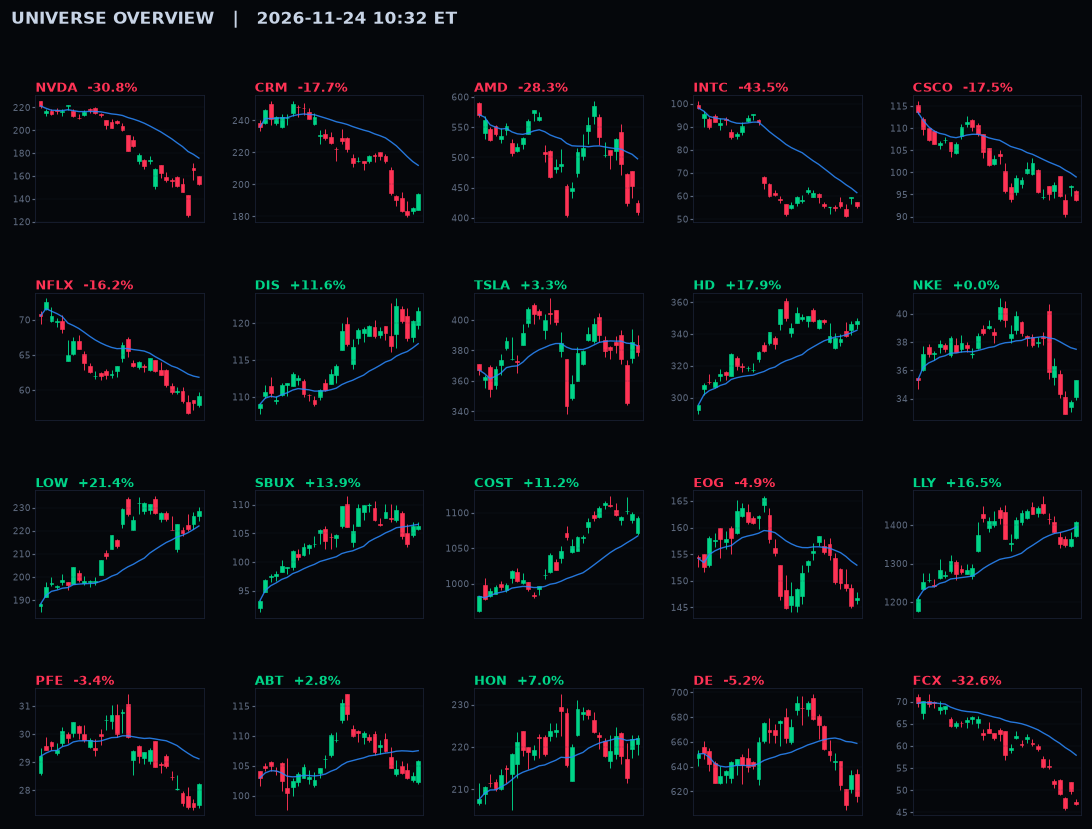 UNIVERSE OVERVIEW | 2026-11-24 10:32 ET
NVDA -30.8% CRM -17.7% AMD -28.3% INTC -43.5% CSCO -17.5%
220 200 180 160 140 120
240 220 200 180
600 550 500 450 400
100 90 80 70 60 50
115 110 105 100 95 90
NFLX -16.2% DIS +11.6% TSLA +3.3% HD +17.9% NKE +0.0%
70 65 60
120 115 110
400 380 360 340
360 340 320 300
40 38 36 34
LOW +21.4% SBUX +13.9% COST +11.2% EOG -4.9% LLY +16.5%
230 220 210 200 190
110 105 100 95
1100 1050 1000
165 160 155 150 145
1400 1300 1200
PFE -3.4% ABT +2.8% HON +7.0% DE -5.2% FCX -32.6%
31 30 29 28
115 110 105 100
230 220 210
700 680 660 640 620
70 65 60 55 50 45